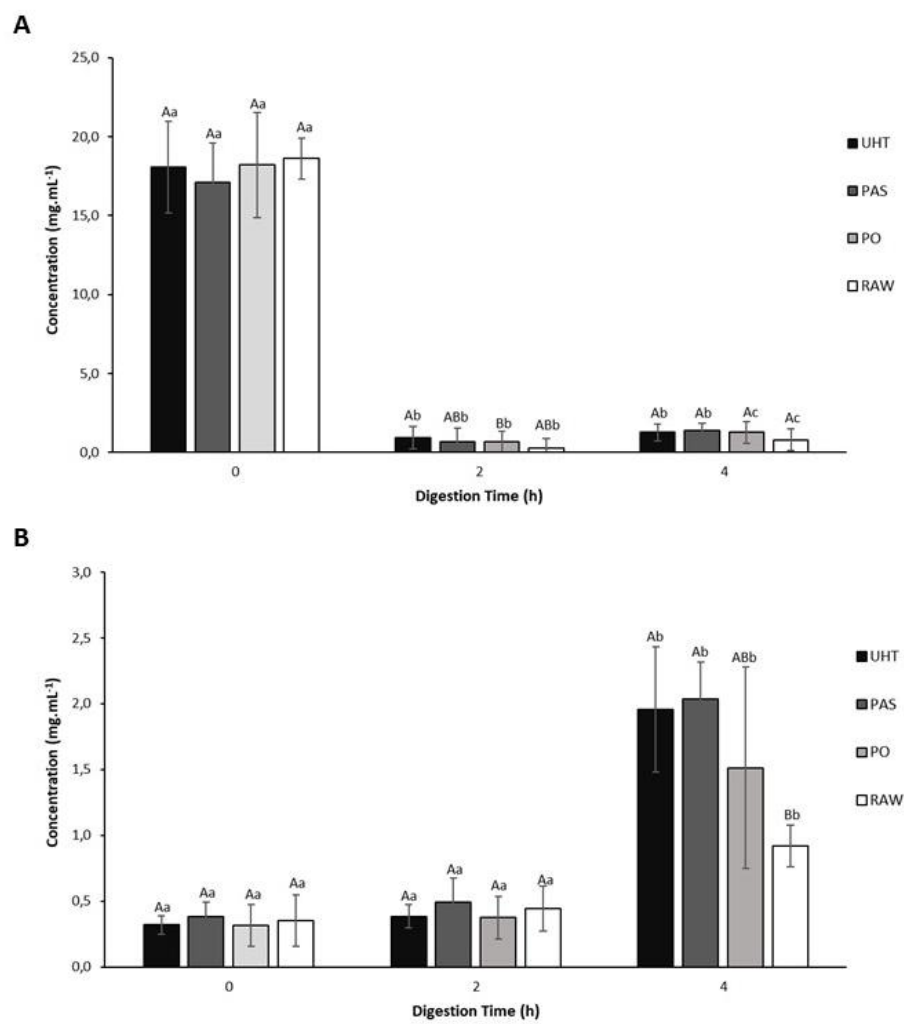 A
25,0
20,0
15,0
10,0
5,0
0,0
Concentration (mg.mL-1)
Aa Aa Aa Aa
Ab ABb Bb ABb
Ab Ab Ac Ac
0 2 4
Digestion Time (h)
UHT
PAS
PO
RAW
B
3,0
2,5
2,0
1,5
1,0
0,5
0,0
Concentration (mg.mL-1)
Aa Aa Aa Aa
Aa Aa Aa Aa
Ab Ab ABb Bb
0 2 4
Digestion Time (h)
UHT
PAS
PO
RAW